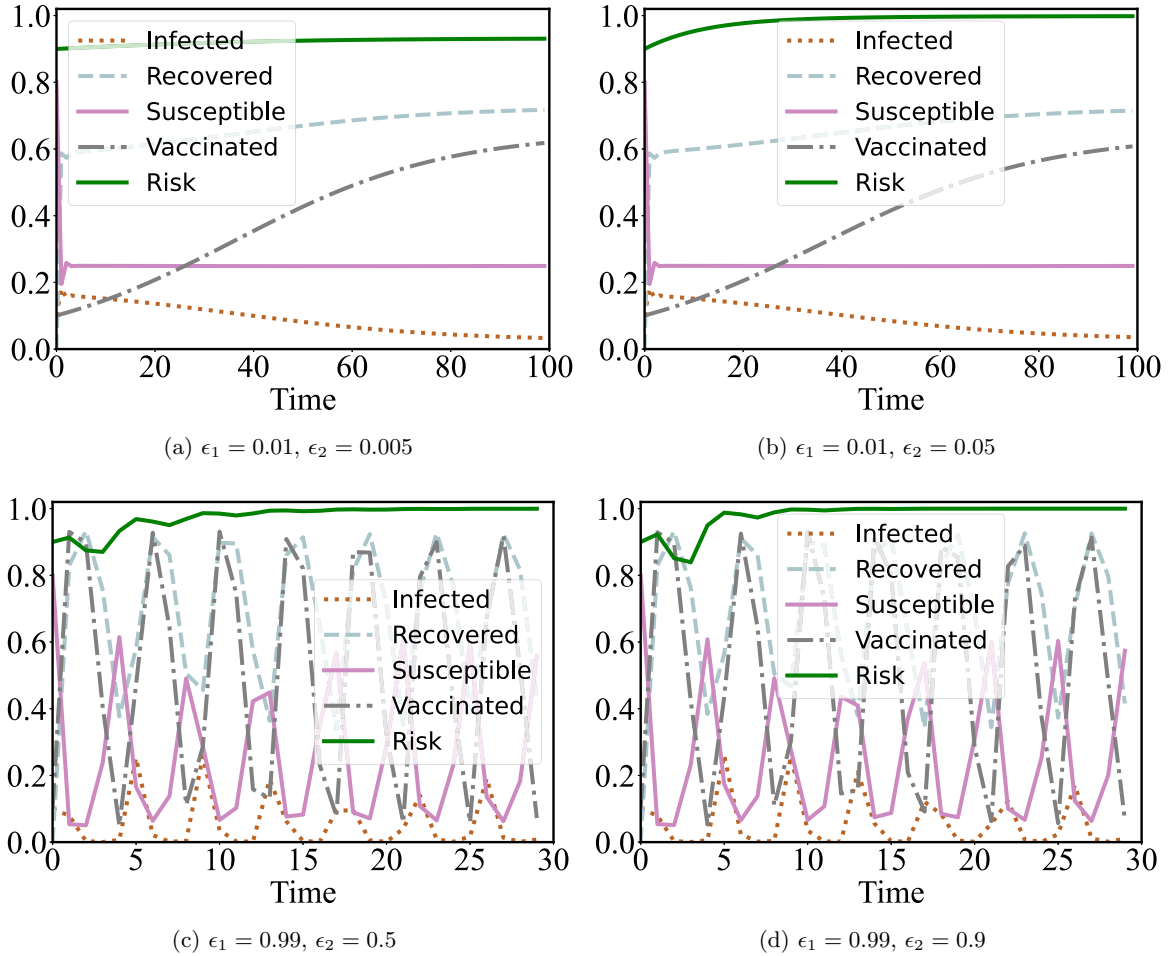 1.0
0.8
0.6
0.4
0.2
0.0
Infected
Recovered
Susceptible
Vaccinated
Risk
0 20 40 60 80 100
Time
(a) ϵ₁ = 0.01, ϵ₂ = 0.005
1.0
0.8
0.6
0.4
0.2
0.0
Infected
Recovered
Susceptible
Vaccinated
Risk
0 20 40 60 80 100
Time
(b) ϵ₁ = 0.01, ϵ₂ = 0.05
1.0
0.8
0.6
0.4
0.2
0.0
Infected
Recovered
Susceptible
Vaccinated
Risk
0 5 10 15 20 25 30
Time
(c) ϵ₁ = 0.99, ϵ₂ = 0.5
1.0
0.8
0.6
0.4
0.2
0.0
Infected
Recovered
Susceptible
Vaccinated
Risk
0 5 10 15 20 25 30
Time
(d) ϵ₁ = 0.99, ϵ₂ = 0.9